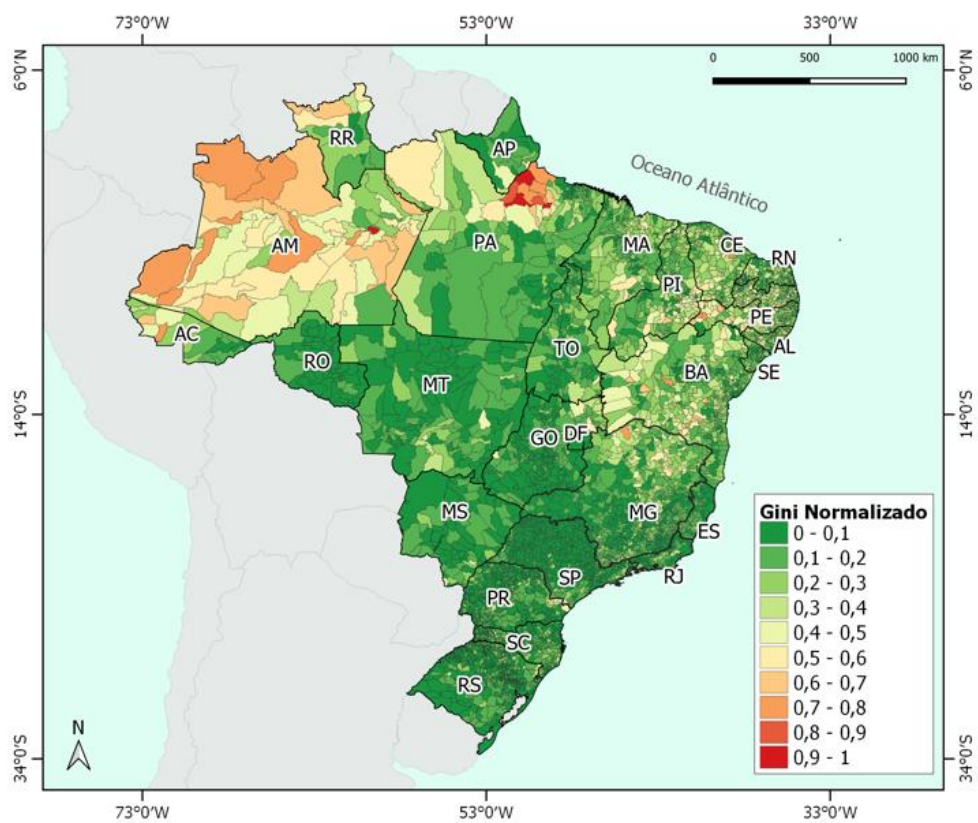 73°0'W 53°0'W 33°0'W
6°0'N 6°0'N
0 500 1000 km
RR AP
Oceano Atlântico
AM PA MA CE RN
PI
PE
AC TO AL
RO MT BA SE
14°0'S 14°0'S
GO DF
MS MG ES
SP RJ
PR
SC
RS
Gini Normalizado
0 - 0,1
0,1 - 0,2
0,2 - 0,3
0,3 - 0,4
0,4 - 0,5
0,5 - 0,6
0,6 - 0,7
0,7 - 0,8
0,8 - 0,9
0,9 - 1
N
34°0'S 34°0'S
73°0'W 53°0'W 33°0'W